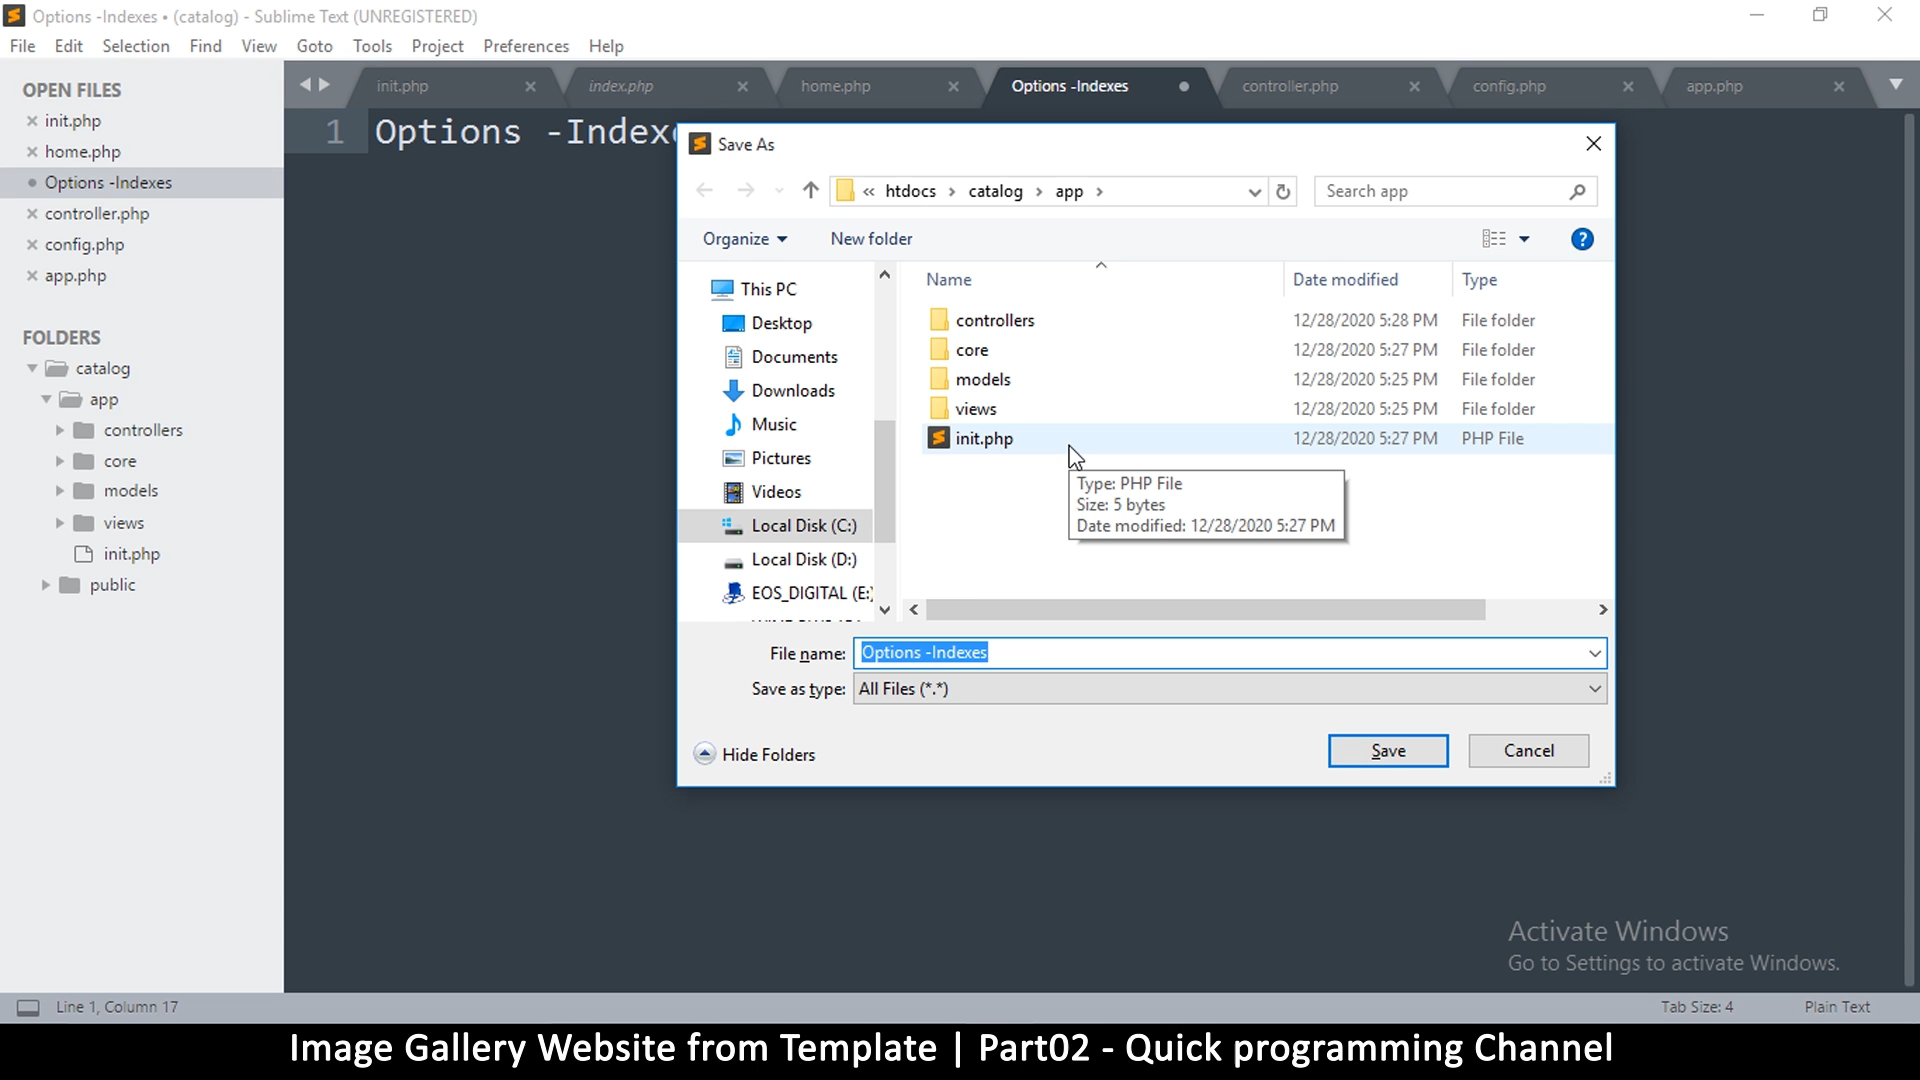 Options -Indexes • (catalog) - Sublime Text (UNREGISTERED)
File Edit Selection Find View Goto Tools Project Preferences Help
OPEN FILES
init.php
home.php
Options -Indexes
controller.php
config.php
app.php
FOLDERS
catalog
app
controllers
core
models
views
init.php
public
init.php index.php home.php Options -Indexes controller.php config.php app.php
1 Options -Indexe
Save As
« htdocs › catalog › app ›
Search app
Organize New folder
This PC
Desktop
Documents
Downloads
Music
Pictures
Videos
Local Disk (C:)
Local Disk (D:)
EOS_DIGITAL (E:)
Name Date modified Type
controllers 12/28/2020 5:28 PM File folder
core 12/28/2020 5:27 PM File folder
models 12/28/2020 5:25 PM File folder
views 12/28/2020 5:25 PM File folder
init.php 12/28/2020 5:27 PM PHP File
Type: PHP File
Size: 5 bytes
Date modified: 12/28/2020 5:27 PM
File name: Options -Indexes
Save as type: All Files (*.*)
Hide Folders
Save Cancel
Activate Windows
Go to Settings to activate Windows.
Line 1, Column 17 Tab Size: 4 Plain Text
Image Gallery Website from Template | Part02 - Quick programming Channel